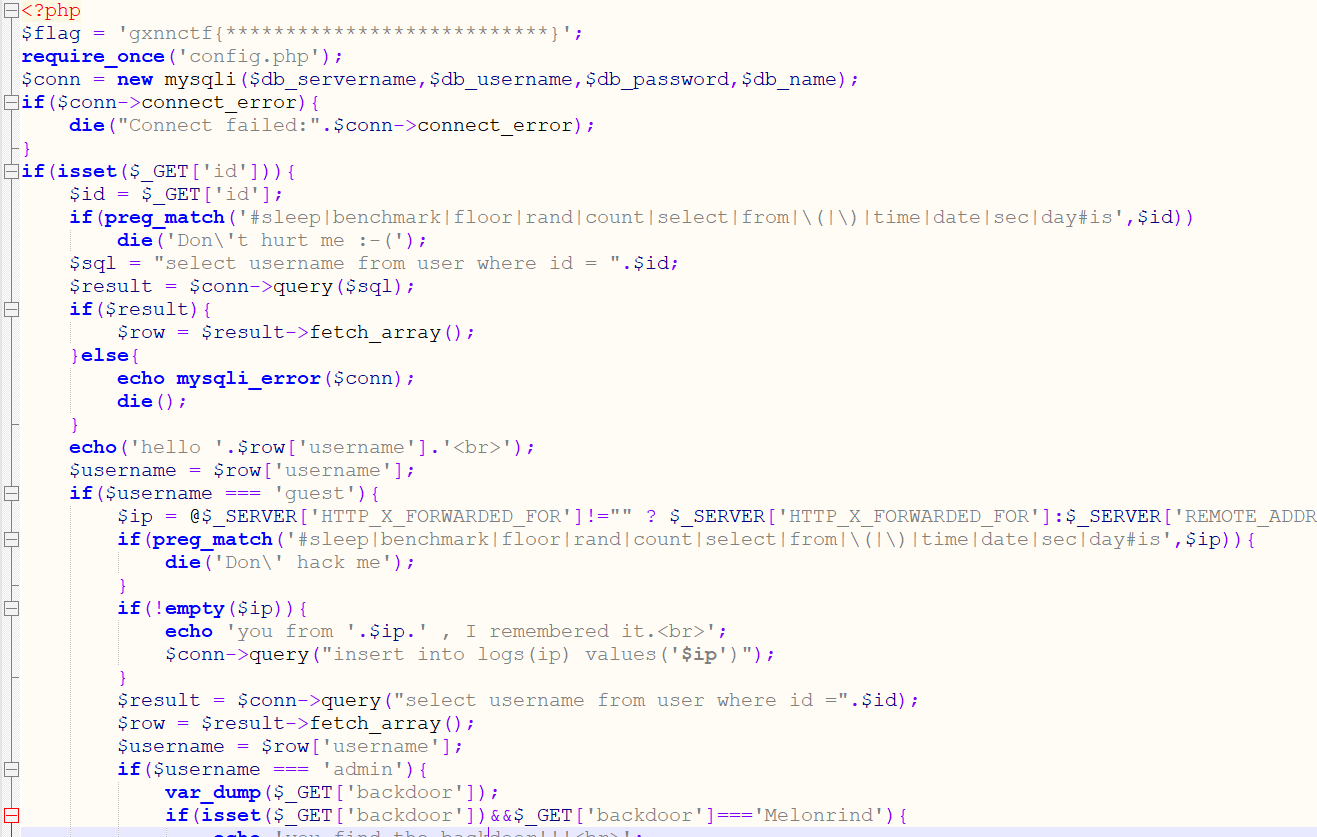 <?php
$flag = 'gxnnctf{***************************}';
require_once('config.php');
$conn = new mysqli($db_servername,$db_username,$db_password,$db_name);
if($conn->connect_error){
    die("Connect failed:".$conn->connect_error);
}
if(isset($_GET['id'])){
    $id = $_GET['id'];
    if(preg_match('#sleep|benchmark|floor|rand|count|select|from|\(|\)|time|date|sec|day#is',$id))
        die('Don\'t hurt me :-(');
    $sql = "select username from user where id = ".$id;
    $result = $conn->query($sql);
    if($result){
        $row = $result->fetch_array();
    }else{
        echo mysqli_error($conn);
        die();
    }
    echo('hello '.$row['username'].'<br>');
    $username = $row['username'];
    if($username === 'guest'){
        $ip = @$_SERVER['HTTP_X_FORWARDED_FOR']!="" ? $_SERVER['HTTP_X_FORWARDED_FOR']:$_SERVER['REMOTE_ADDR
        if(preg_match('#sleep|benchmark|floor|rand|count|select|from|\(|\)|time|date|sec|day#is',$ip)){
            die('Don\' hack me');
        }
        if(!empty($ip)){
            echo 'you from '.$ip.' , I remembered it.<br>';
            $conn->query("insert into logs(ip) values('$ip')");
        }
        $result = $conn->query("select username from user where id =".$id);
        $row = $result->fetch_array();
        $username = $row['username'];
        if($username === 'admin'){
            var_dump($_GET['backdoor']);
            if(isset($_GET['backdoor'])&&$_GET['backdoor']==='Melonrind'){
                echo 'you find the backdoor!!!<br>';